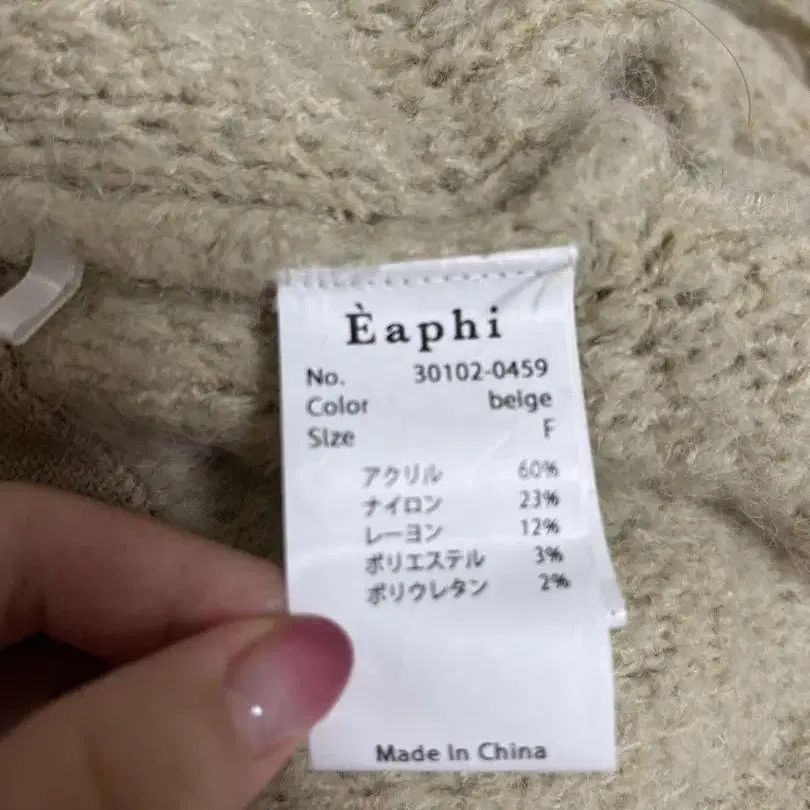 Èaphi
No. 30102-0459
Color beige
Size F
アクリル 60%
ナイロン 23%
レーヨン 12%
ポリエステル 3%
ポリウレタン 2%
Made In China